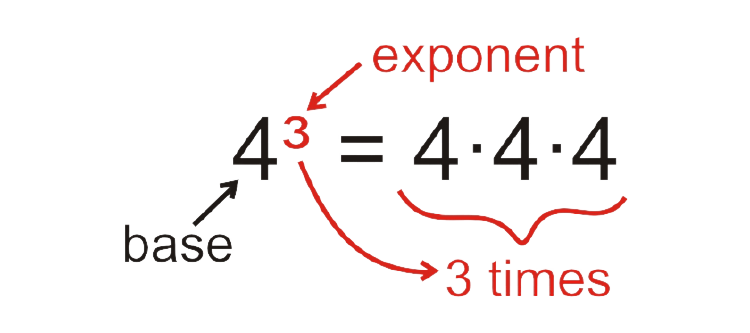 exponent
4³ = 4·4·4
base
3 times